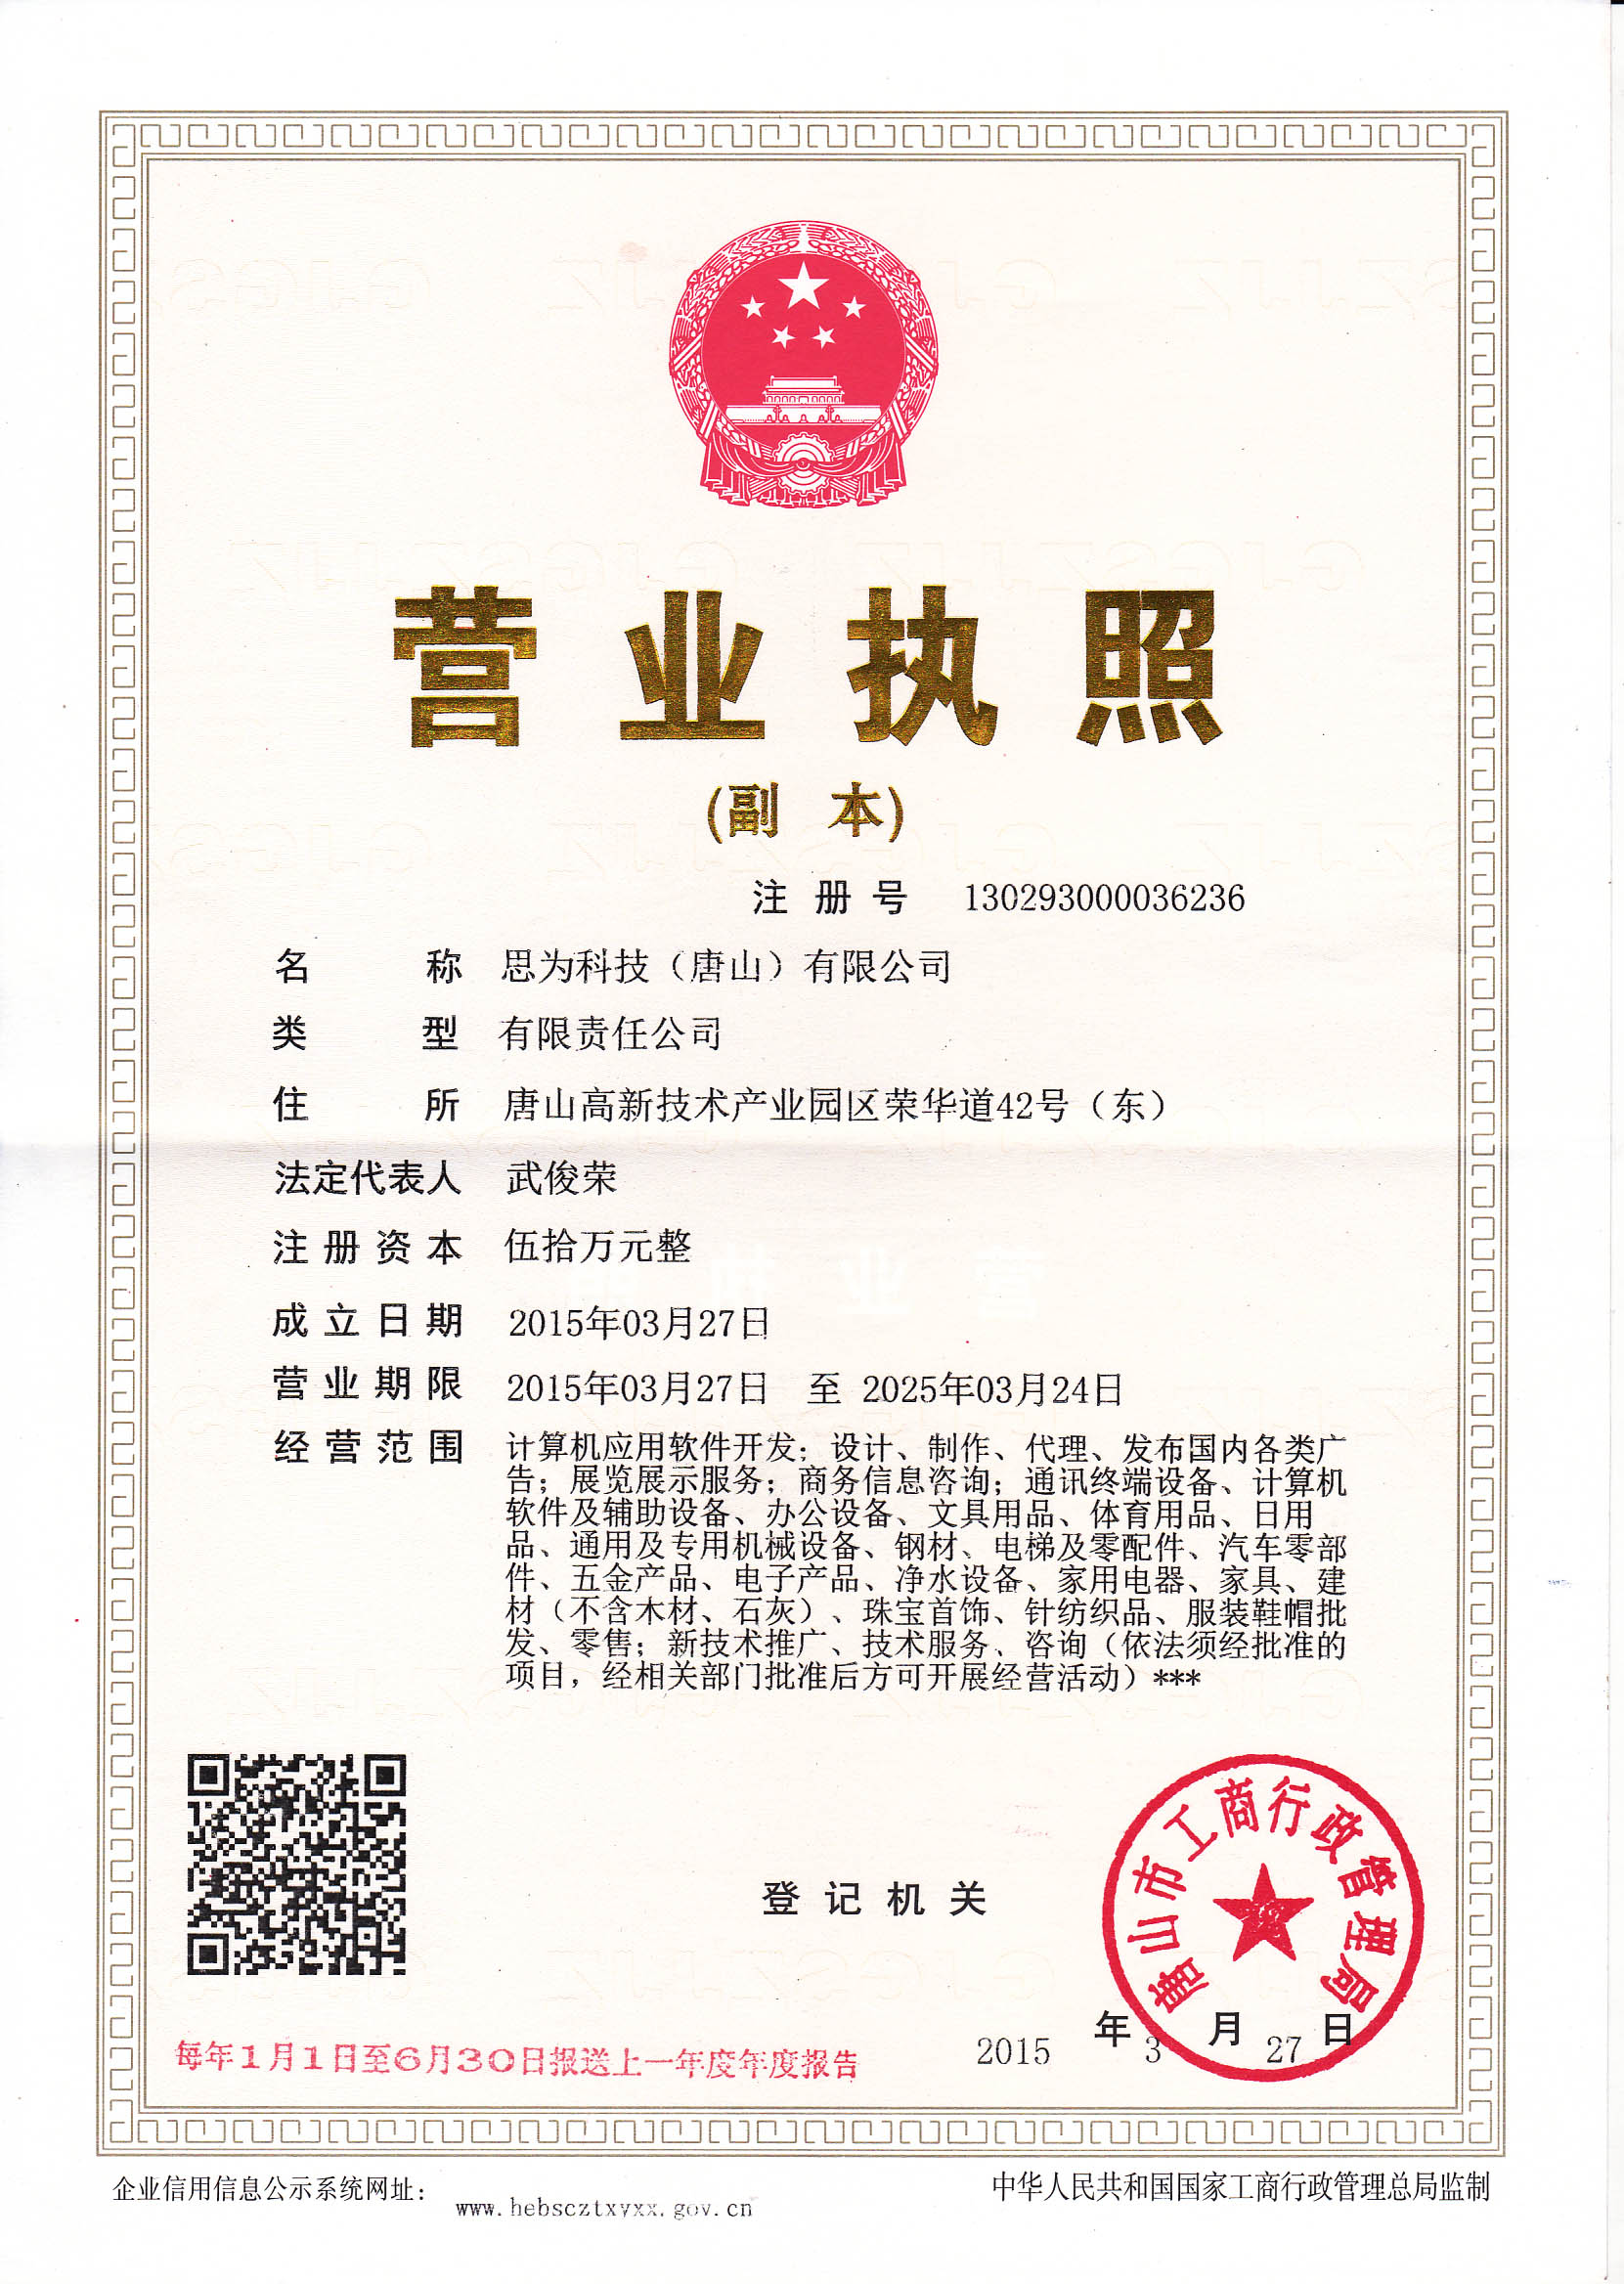 营业执照
(副 本)
注册号 130293000036236
名称 思为科技（唐山）有限公司
类型 有限责任公司
住所 唐山高新技术产业园区荣华道42号（东）
法定代表人 武俊荣
注册资本 伍拾万元整
成立日期 2015年03月27日
营业期限 2015年03月27日 至 2025年03月24日
经营范围 计算机应用软件开发；设计、制作、代理、发布国内各类广
告；展览展示服务；商务信息咨询；通讯终端设备、计算机
软件及辅助设备、办公设备、文具用品、体育用品、日用
品、通用及专用机械设备、钢材、电梯及零配件、汽车零部
件、五金产品、电子产品、净水设备、家用电器、家具、建
材（不含木材、石灰）、珠宝首饰、针纺织品、服装鞋帽批
发、零售；新技术推广、技术服务、咨询（依法须经批准的
项目，经相关部门批准后方可开展经营活动）***
登记机关
唐山市工商行政管理局
2015年3月27日
每年1月1日至6月30日报送上一年度年度报告
企业信用信息公示系统网址：
www.hebscztxyxx.gov.cn
中华人民共和国国家工商行政管理总局监制